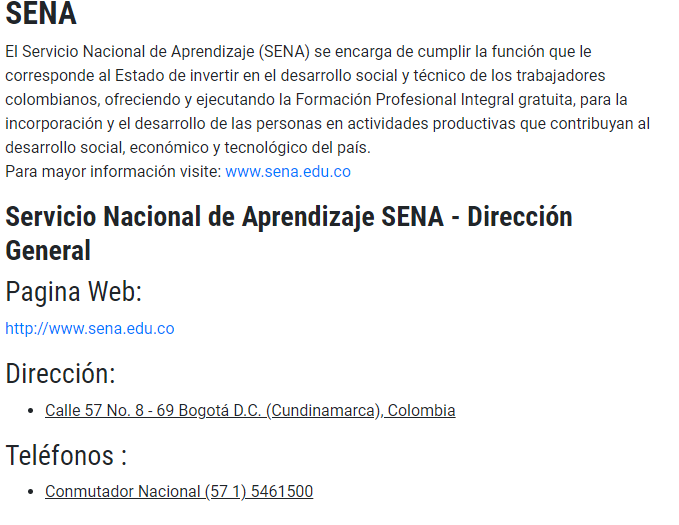 SENA
El Servicio Nacional de Aprendizaje (SENA) se encarga de cumplir la función que le
corresponde al Estado de invertir en el desarrollo social y técnico de los trabajadores
colombianos, ofreciendo y ejecutando la Formación Profesional Integral gratuita, para la
incorporación y el desarrollo de las personas en actividades productivas que contribuyan al
desarrollo social, económico y tecnológico del país.
Para mayor información visite: www.sena.edu.co
Servicio Nacional de Aprendizaje SENA - Dirección
General
Pagina Web:
http://www.sena.edu.co
Dirección:
• Calle 57 No. 8 - 69 Bogotá D.C. (Cundinamarca), Colombia
Teléfonos :
• Conmutador Nacional (57 1) 5461500